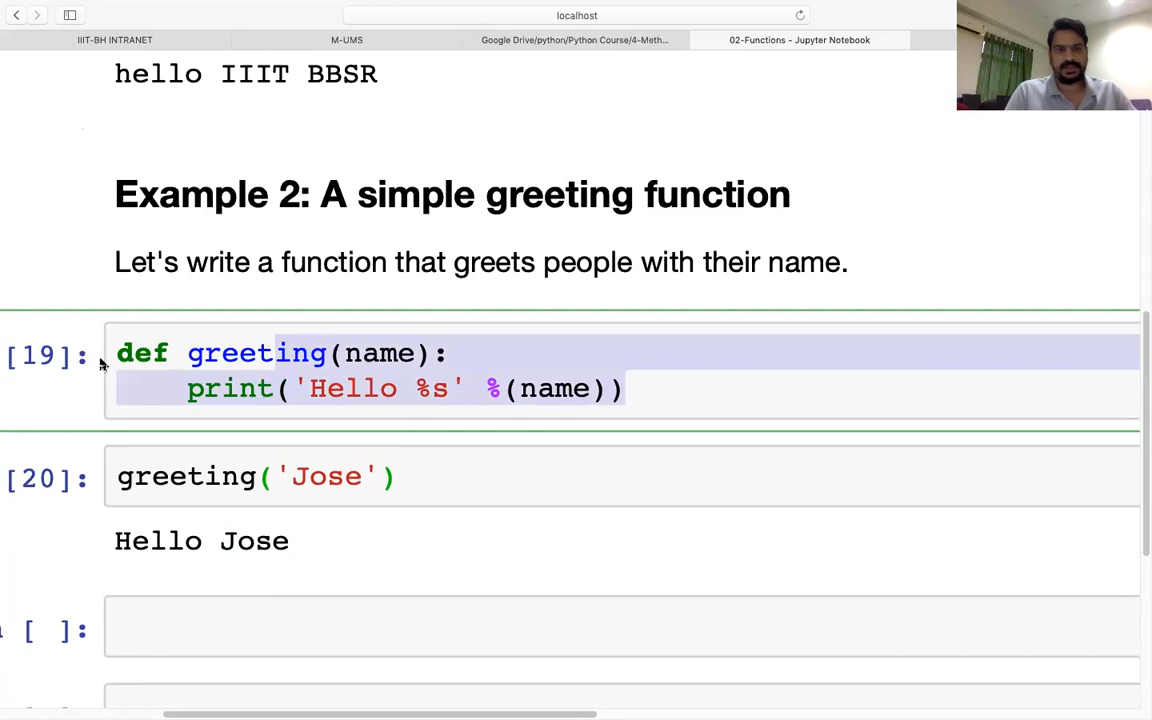 localhost
IIIT-BH INTRANET
M-UMS
Google Drive/python/Python Course/4-Meth...
02-Functions - Jupyter Notebook
hello IIIT BBSR
Example 2: A simple greeting function
Let's write a function that greets people with their name.
[19]: def greeting(name):
print('Hello %s' %(name))
[20]: greeting('Jose')
Hello Jose
[ ]: